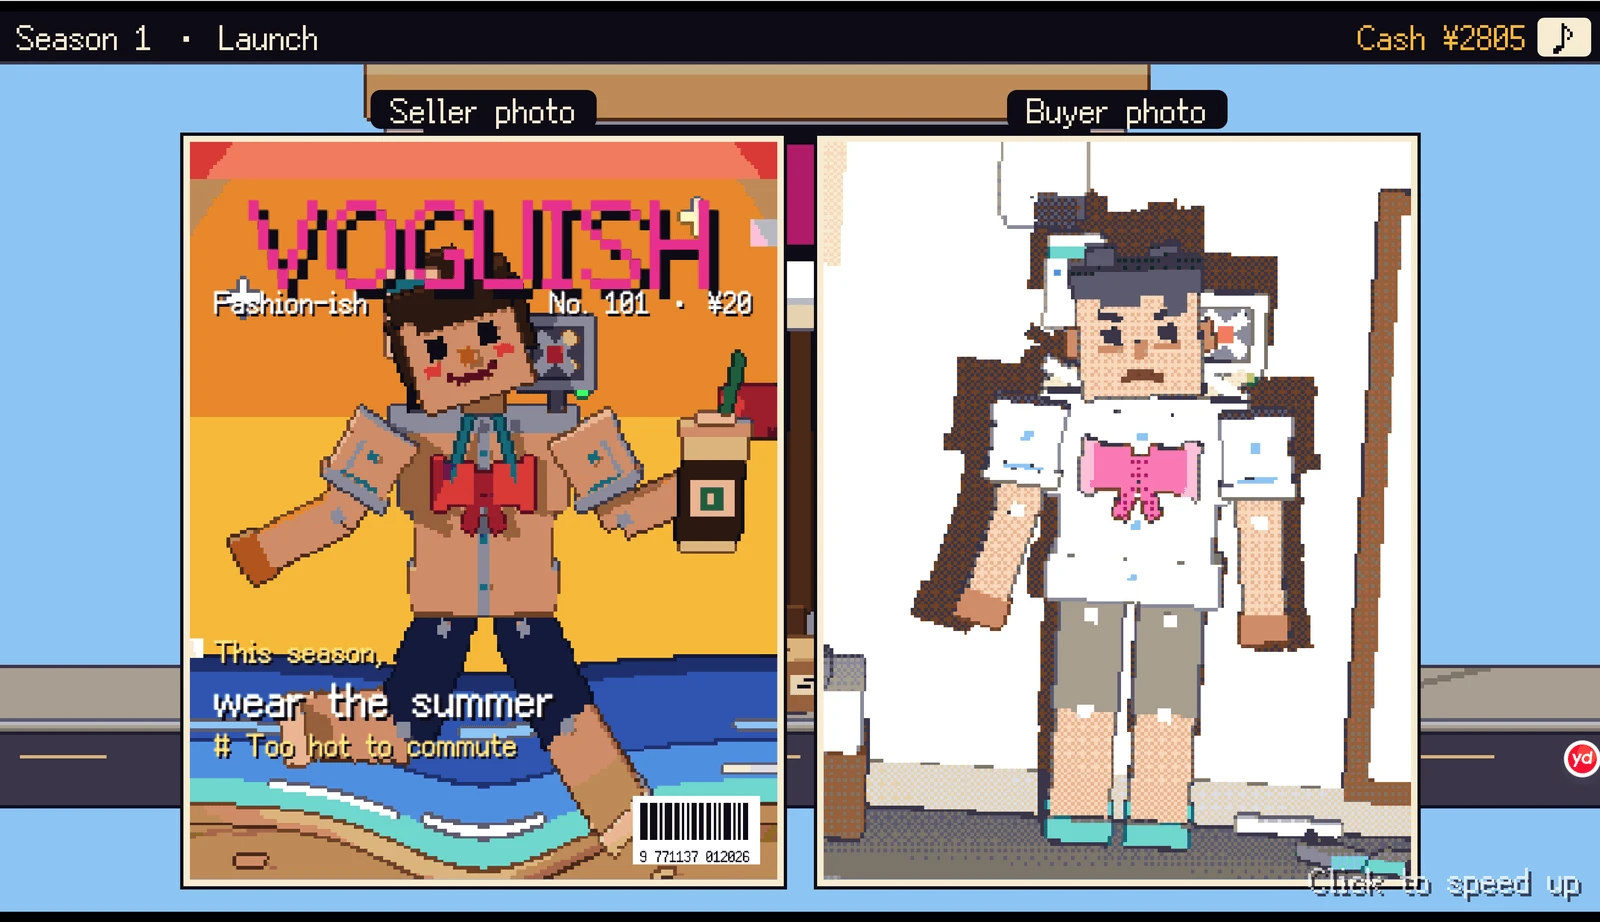 Season 1 · Launch
Cash ¥2805
Seller photo
Buyer photo
VOGUISH
Fashion-ish
No. 101 · ¥20
This season,
wear the summer
# Too hot to commute
9 771137 012026
yd
Click to speed up